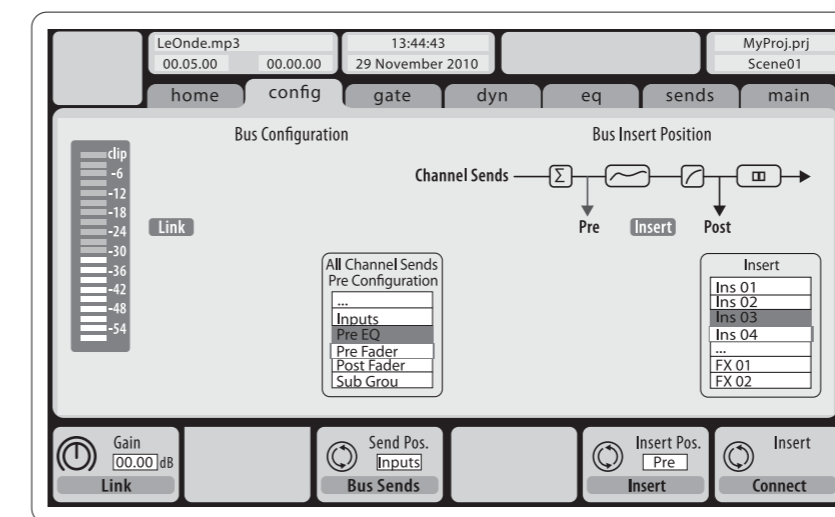 LeOnde.mp3
00.05.00 00.00.00
13:44:43
29 November 2010
MyProj.prj
Scene01
home config gate dyn eq sends main
Bus Configuration
Bus Insert Position
clip
-6
-12
-18
-24
-30
-36
-42
-48
-54
Link
Channel Sends
Σ
Pre Insert Post
All Channel Sends
Pre Configuration
...
Inputs
Pre EQ
Pre Fader
Post Fader
Sub Grou
Insert
Ins 01
Ins 02
Ins 03
Ins 04
...
FX 01
FX 02
Gain
00.00 dB
Link
Send Pos.
Inputs
Bus Sends
Insert Pos.
Pre
Insert
Insert
Connect